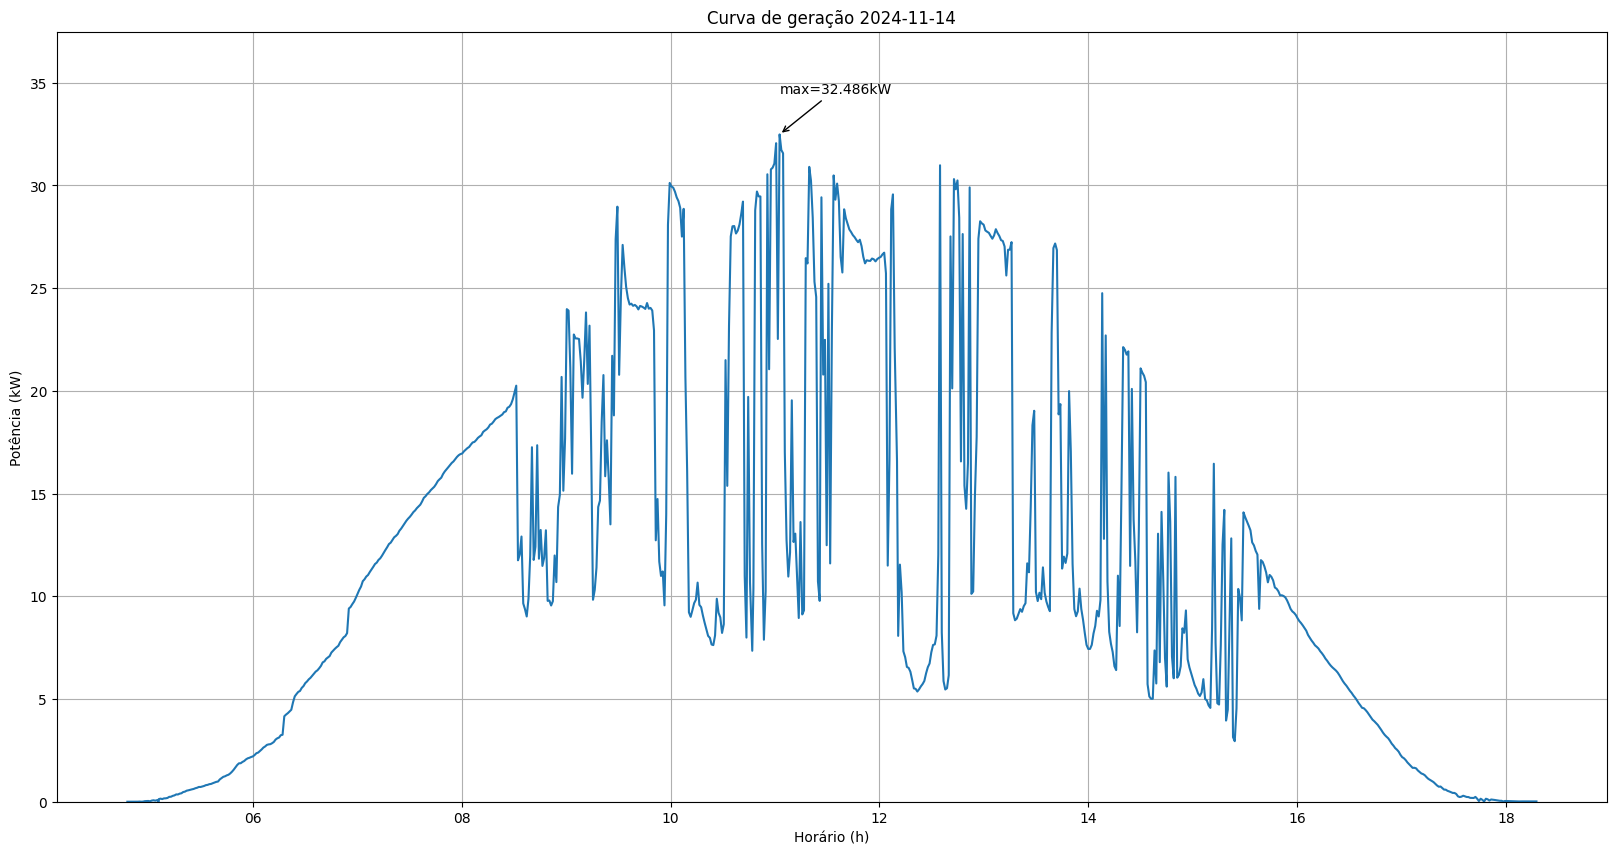 Curva de geração 2024-11-14
max=32.486kW
35
30
25
20
15
10
5
0
Potência (kW)
06 08 10 12 14 16 18
Horário (h)